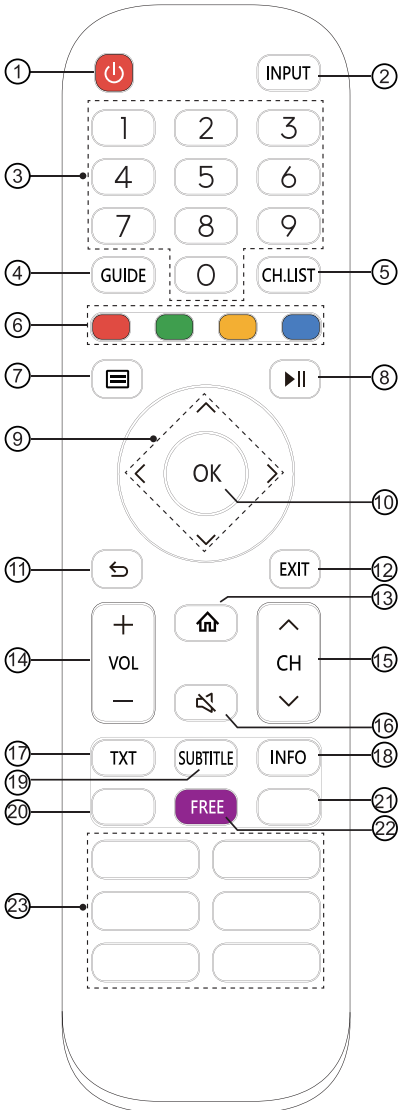 ① INPUT ②
1 2 3
③ 4 5 6
7 8 9
④ GUIDE 0 CH.LIST ⑤
⑥
⑦ ⑧
⑨
OK
⑩
⑪ EXIT ⑫
⑬
+
⑭ VOL CH ⑮
−
⑯
⑰ TXT SUBTITLE INFO ⑱
⑲
⑳ FREE ㉑
㉒
㉓